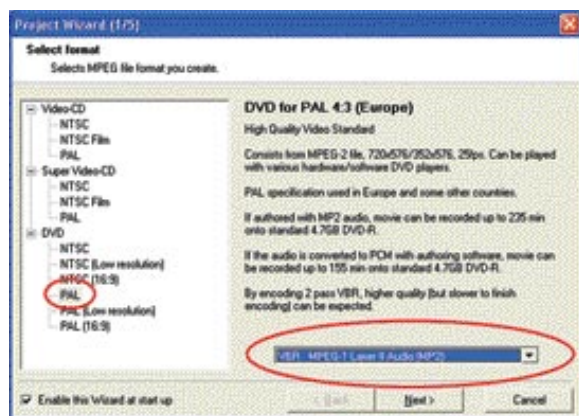 Project Wizard (1/5)
Select format
Selects MPEG file format you create.
Video-CD
NTSC
NTSC Film
PAL
Super Video-CD
NTSC
NTSC Film
PAL
DVD
NTSC
NTSC (Low resolution)
NTSC (16:9)
PAL
PAL (Low resolution)
PAL (16:9)
DVD for PAL 4:3 (Europe)
High Quality Video Standard
Consists from MPEG-2 file, 720x576/352x576, 25fps. Can be played
with various hardware/software DVD players.
PAL specification used in Europe and some other countries.
If authored with MP2 audio, movie can be recorded up to 235 min
onto standard 4.7GB DVD-R.
If the audio is converted to PCM with authoring software, movie can
be recorded up to 155 min onto standard 4.7GB DVD-R.
By encoding 2 pass VBR, higher quality (but slower to finish
encoding) can be expected.
VBR MPEG-1 Layer II Audio (MP2)
Enable this Wizard at start up
< Back
Next >
Cancel